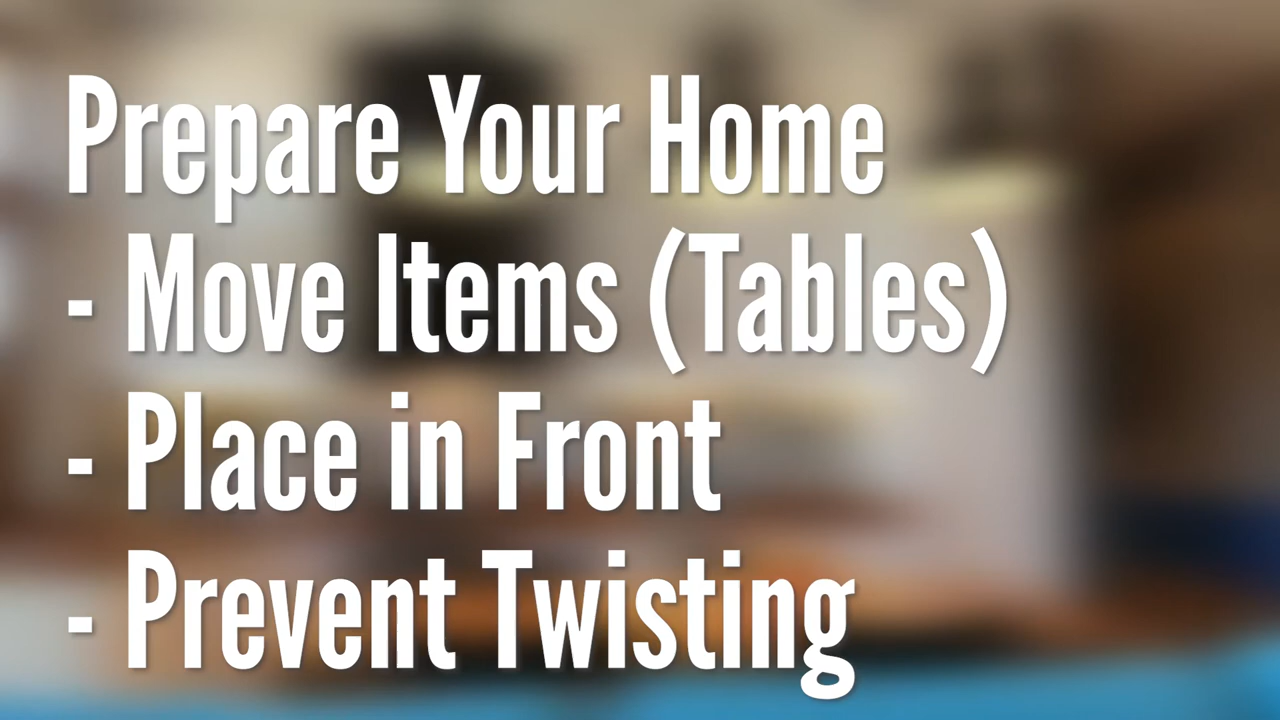 Prepare Your Home
- Move Items (Tables)
- Place in Front
- Prevent Twisting